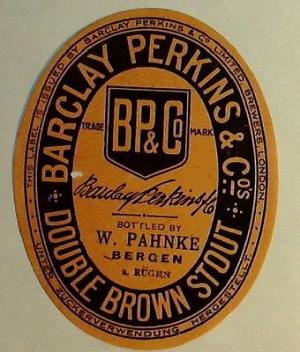 THIS LABEL IS ISSUED BY BARCLAY PERKINS & Co LIMITED. BREWERS. LONDON.
BARCLAY PERKINS & Co's
TRADE BP&Co MARK
Barclay Perkins & Co
BOTTLED BY
W. PAHNKE
BERGEN
a. RÜGEN
DOUBLE BROWN STOUT
UNTER ZUCKERVERWENDUNG HERGESTELLT